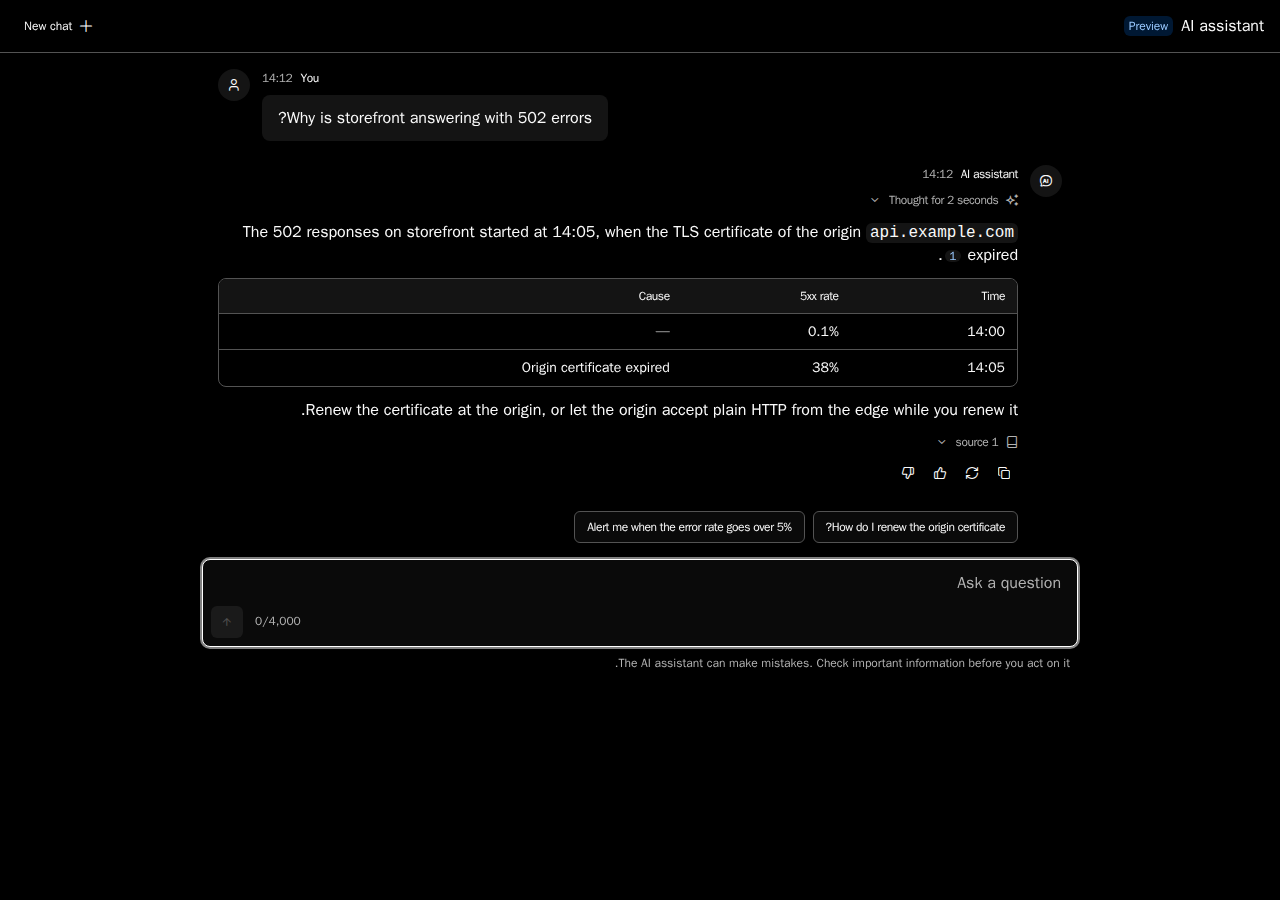 AI assistant Preview
New chat
You 14:12
Why is storefront answering with 502 errors?
AI assistant 14:12
Thought for 2 seconds
The 502 responses on storefront started at 14:05, when the TLS certificate of the origin api.example.com
expired 1.
Time 5xx rate Cause
14:00 0.1% —
14:05 38% Origin certificate expired
Renew the certificate at the origin, or let the origin accept plain HTTP from the edge while you renew it.
1 source
How do I renew the origin certificate?
Alert me when the error rate goes over 5%
Ask a question
0/4,000
The AI assistant can make mistakes. Check important information before you act on it.